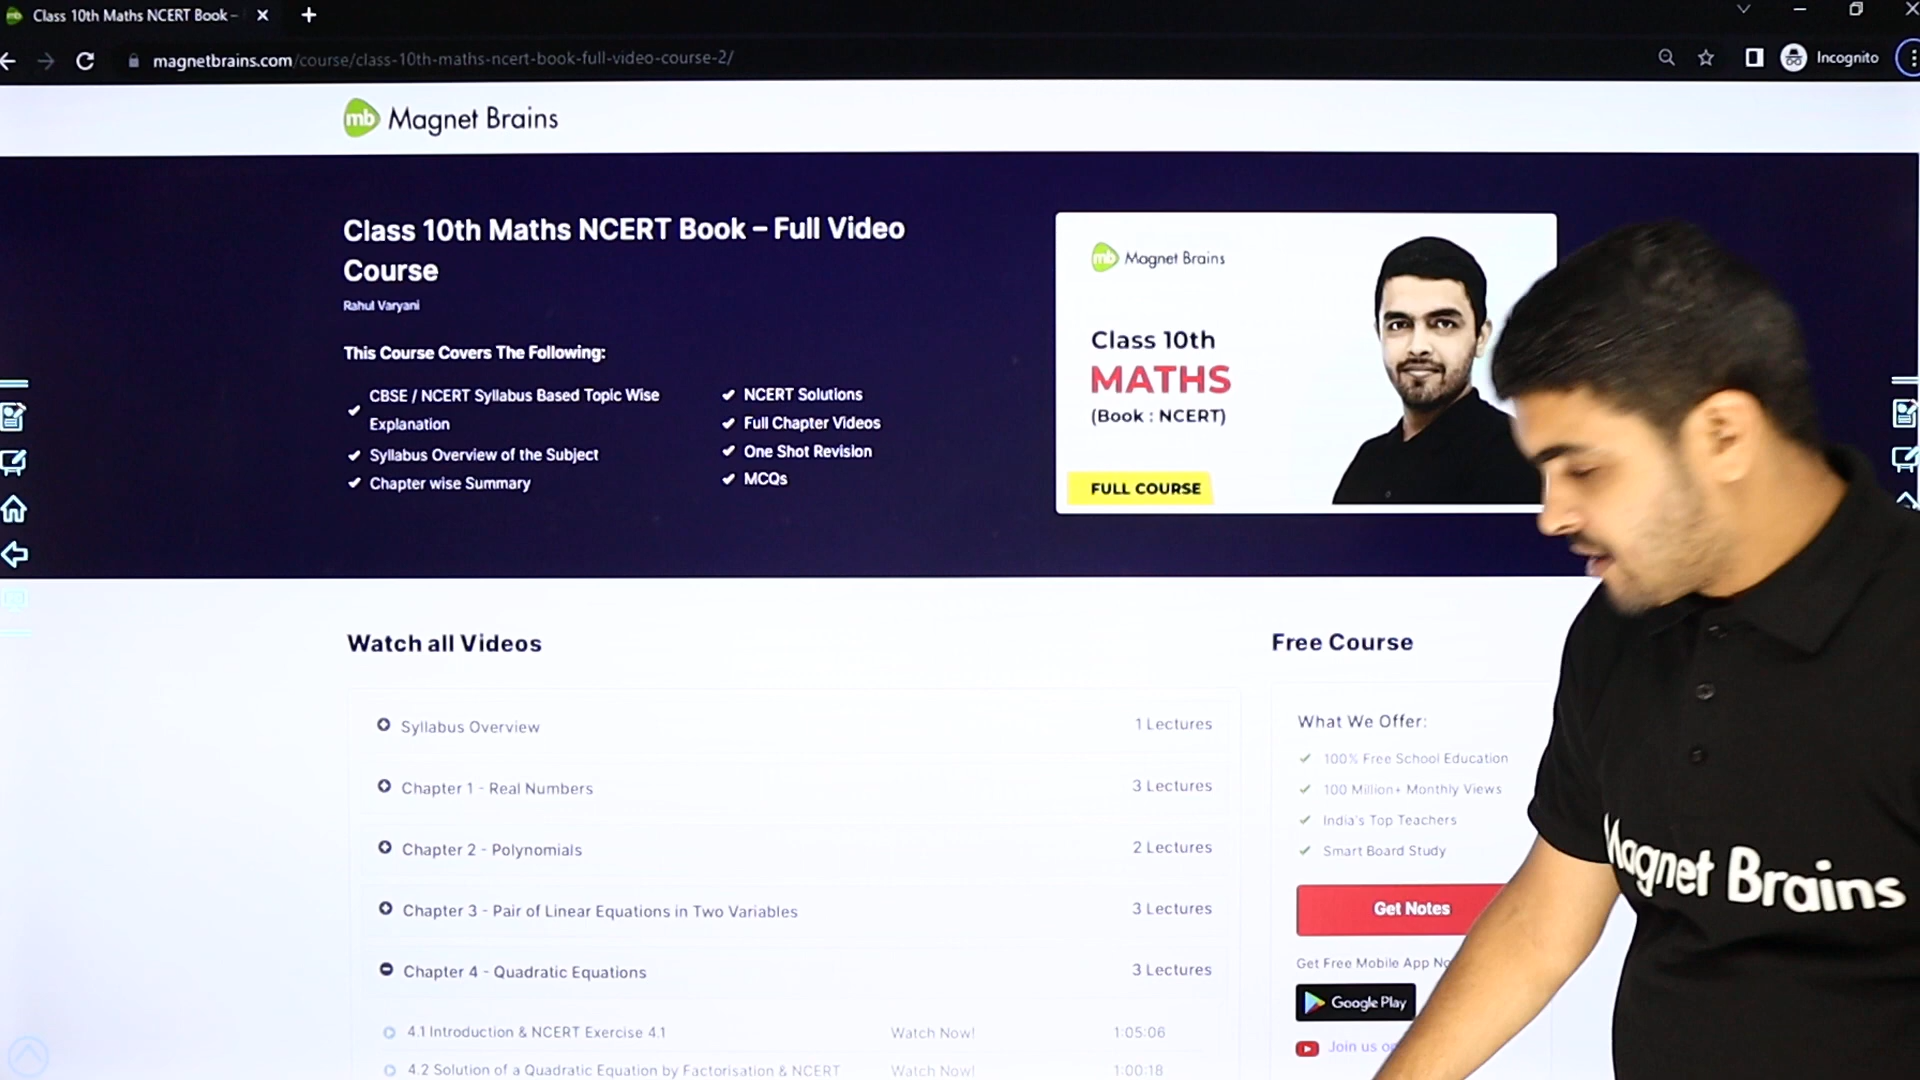 Class 10th Maths NCERT Book –
magnetbrains.com/course/class-10th-maths-ncert-book-full-video-course-2/
Incognito
mb Magnet Brains
Class 10th Maths NCERT Book – Full Video
Course
Rahul Varyani
This Course Covers The Following:
CBSE / NCERT Syllabus Based Topic Wise
Explanation
Syllabus Overview of the Subject
Chapter wise Summary
NCERT Solutions
Full Chapter Videos
One Shot Revision
MCQs
mb Magnet Brains
Class 10th
MATHS
(Book : NCERT)
FULL COURSE
Watch all Videos
Syllabus Overview 1 Lectures
Chapter 1 - Real Numbers 3 Lectures
Chapter 2 - Polynomials 2 Lectures
Chapter 3 - Pair of Linear Equations in Two Variables 3 Lectures
Chapter 4 - Quadratic Equations 3 Lectures
4.1 Introduction & NCERT Exercise 4.1 Watch Now! 1:05:06
4.2 Solution of a Quadratic Equation by Factorisation & NCERT Watch Now! 1:00:18
Free Course
What We Offer:
100% Free School Education
100 Million+ Monthly Views
India's Top Teachers
Smart Board Study
Get Notes
Get Free Mobile App
Google Play
Join us
Magnet Brains